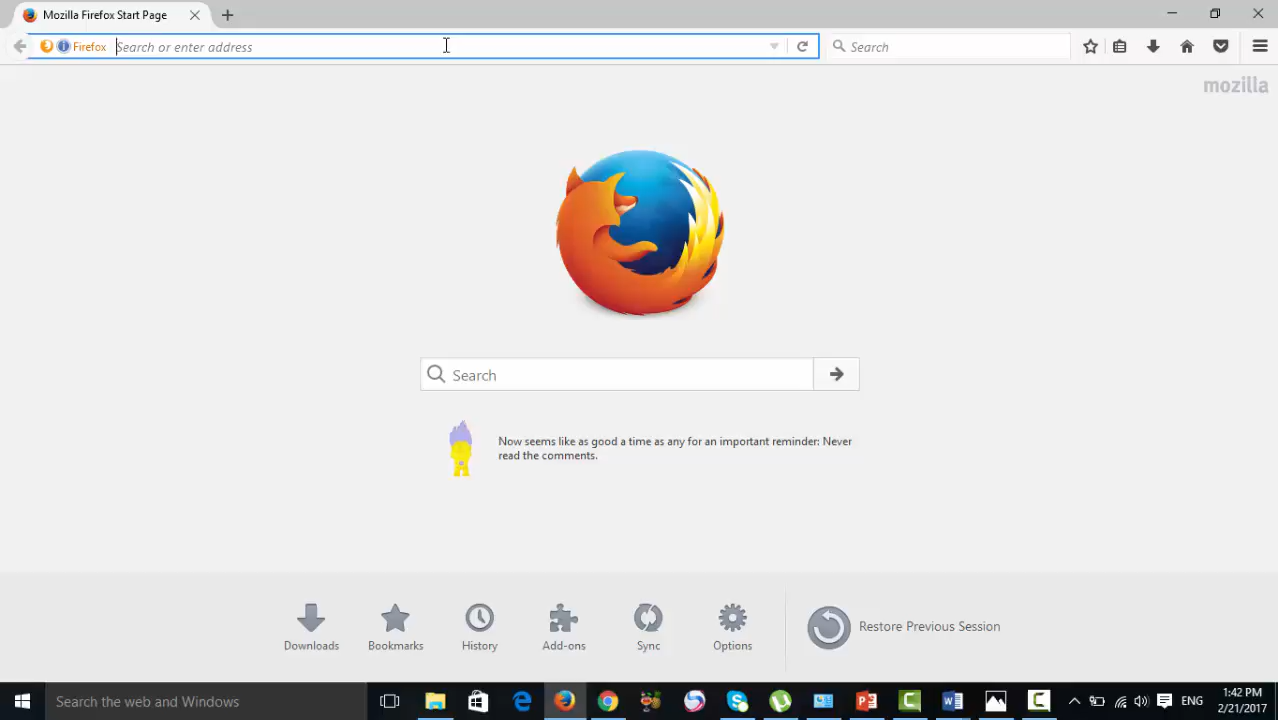 Mozilla Firefox Start Page
Firefox
Search or enter address
Search
mozilla
Search
Now seems like as good a time as any for an important reminder: Never
read the comments.
Downloads
Bookmarks
History
Add-ons
Sync
Options
Restore Previous Session
Search the web and Windows
ENG
1:42 PM
2/21/2017